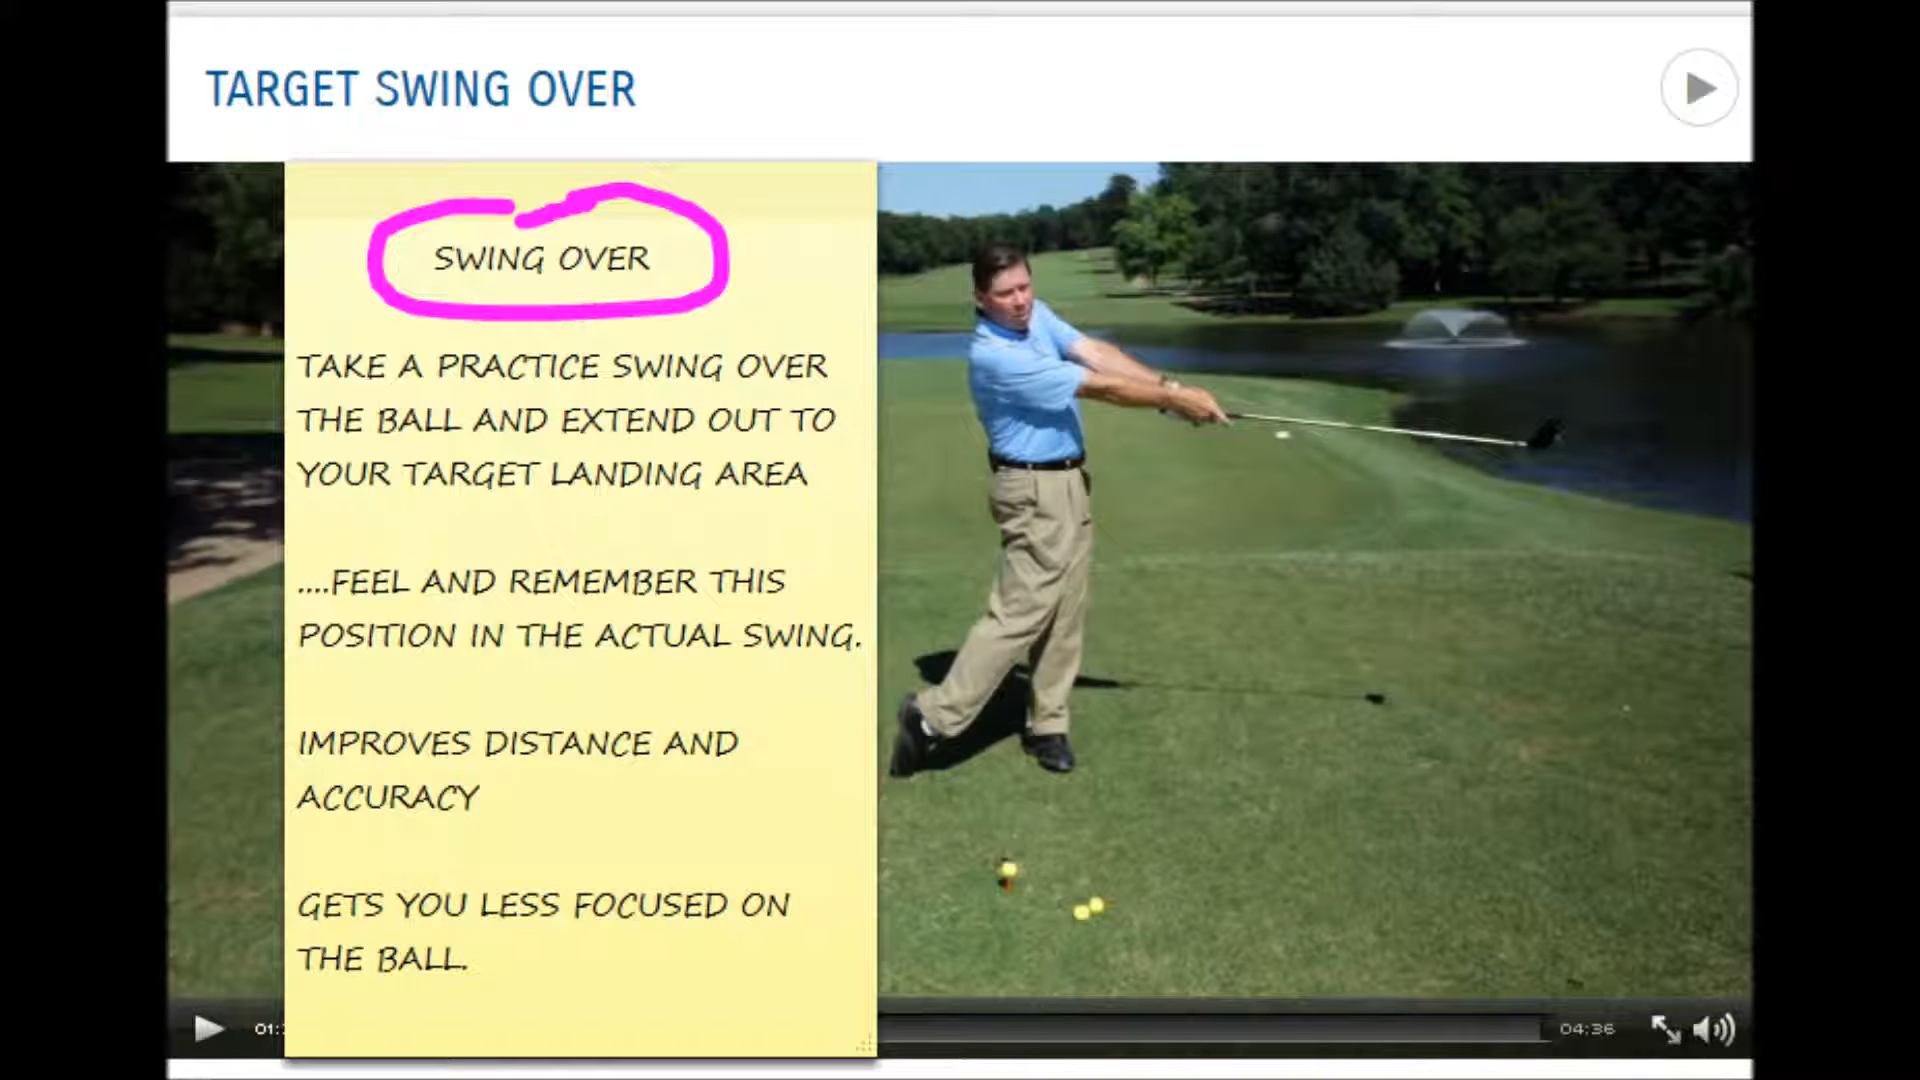 TARGET SWING OVER
SWING OVER
TAKE A PRACTICE SWING OVER
THE BALL AND EXTEND OUT TO
YOUR TARGET LANDING AREA
....FEEL AND REMEMBER THIS
POSITION IN THE ACTUAL SWING.
IMPROVES DISTANCE AND
ACCURACY
GETS YOU LESS FOCUSED ON
THE BALL.
01:
04:36